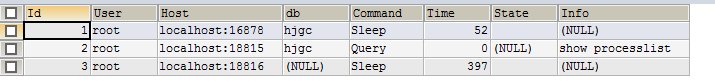 Id User Host db Command Time State Info
1 root localhost:16878 hjgc Sleep 52 (NULL)
2 root localhost:18815 hjgc Query 0 (NULL) show processlist
3 root localhost:18816 (NULL) Sleep 397 (NULL)